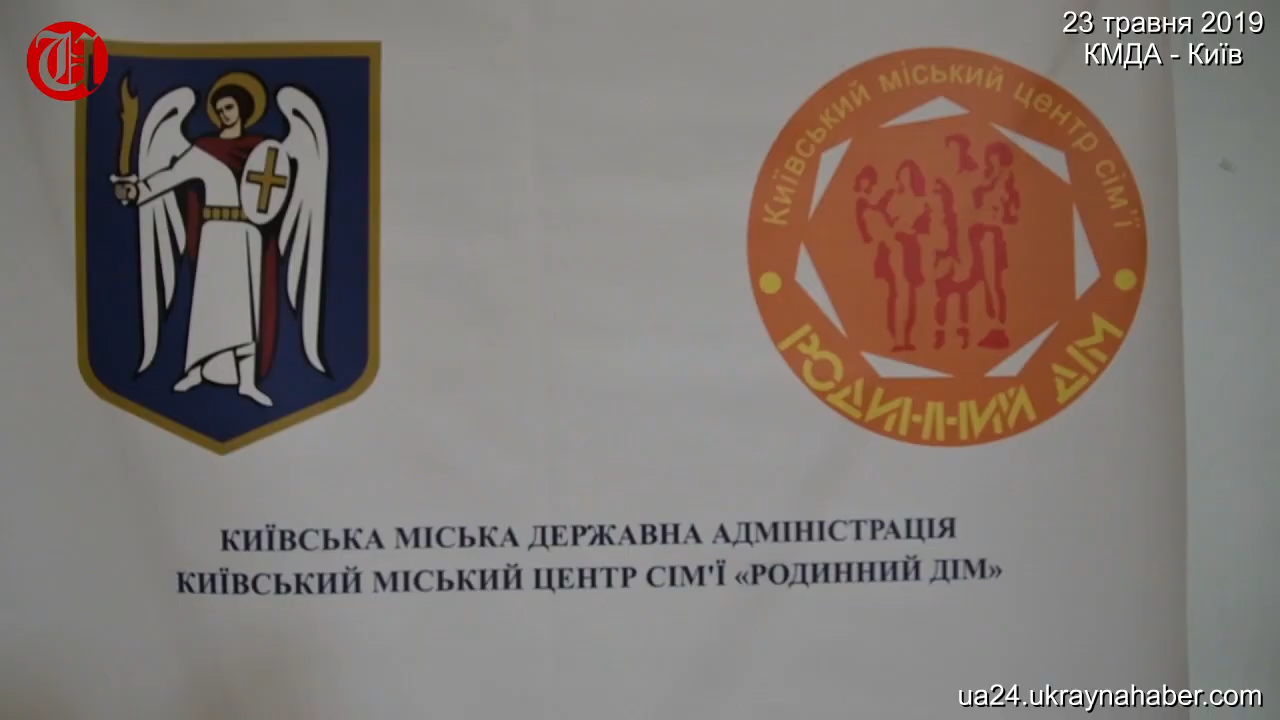 23 травня 2019
КМДА - Київ
Київський міський центр сім'ї
РОДИННИЙ ДІМ
КИЇВСЬКА МІСЬКА ДЕРЖАВНА АДМІНІСТРАЦІЯ
КИЇВСЬКИЙ МІСЬКИЙ ЦЕНТР СІМ'Ї «РОДИННИЙ ДІМ»
ua24.ukraynahaber.com